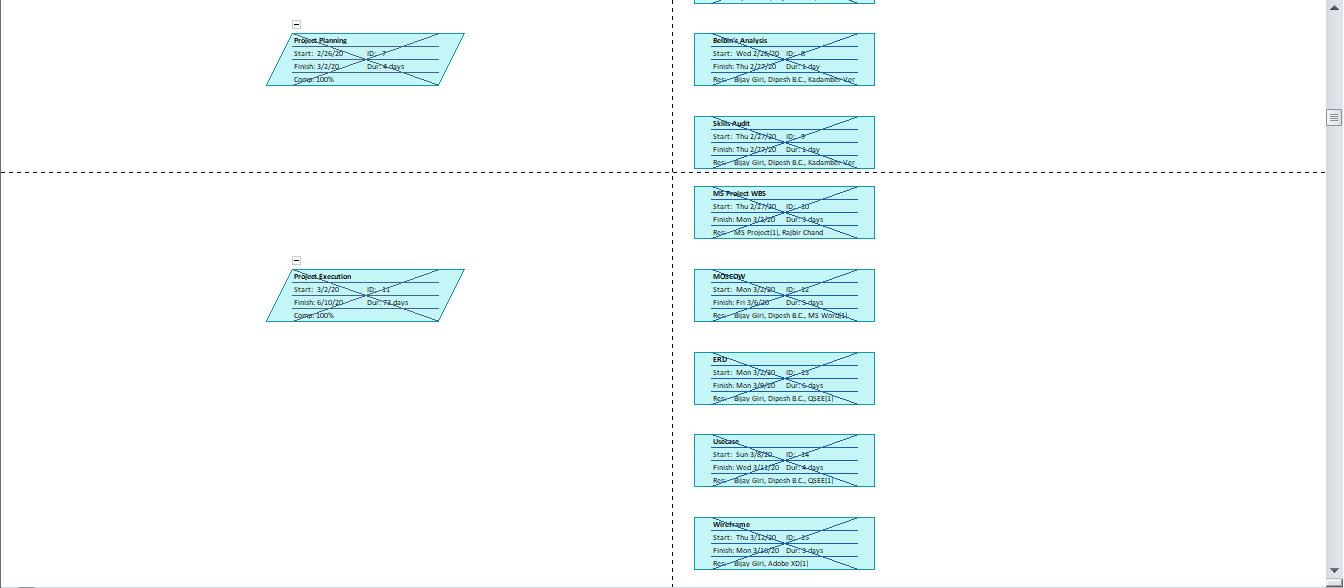 Project Planning
Start: 2/26/20 ID: 7
Finish: 3/2/20 Dur: 4 days
Comp: 100%
Belbin's Analysis
Start: Wed 2/26/20 ID: 8
Finish: Thu 2/27/20 Dur: 1 day
Res: Bijay Giri, Dipesh B.C., Kadamber Ver
Skills Audit
Start: Thu 2/27/20 ID: 9
Finish: Thu 2/27/20 Dur: 1 day
Res: Bijay Giri, Dipesh B.C., Kadamber Ver
MS Project WBS
Start: Thu 2/27/20 ID: 10
Finish: Mon 3/2/20 Dur: 3 days
Res: MS Project[1], Rajbir Chand
Project Execution
Start: 3/2/20 ID: 11
Finish: 6/10/20 Dur: 73 days
Comp: 100%
MOSCOW
Start: Mon 3/2/20 ID: 12
Finish: Fri 3/6/20 Dur: 5 days
Res: Bijay Giri, Dipesh B.C., MS Word[1]
ERD
Start: Mon 3/2/20 ID: 13
Finish: Mon 3/9/20 Dur: 6 days
Res: Bijay Giri, Dipesh B.C., QSEE[1]
Usecase
Start: Sun 3/8/20 ID: 14
Finish: Wed 3/11/20 Dur: 4 days
Res: Bijay Giri, Dipesh B.C., QSEE[1]
Wireframe
Start: Thu 3/12/20 ID: 15
Finish: Mon 3/16/20 Dur: 3 days
Res: Bijay Giri, Adobe XD[1]